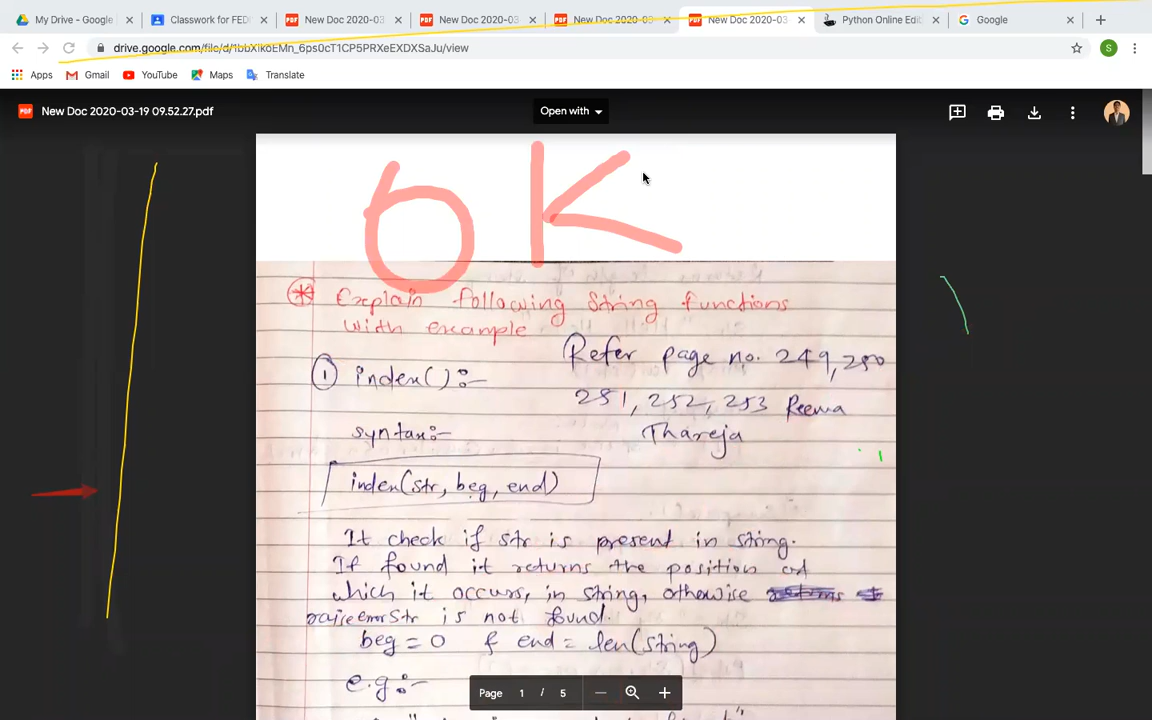 My Drive - Google
Classwork for FED
New Doc 2020-03
New Doc 2020-03
New Doc 2020-03
New Doc 2020-03
Python Online Edit
Google
drive.google.com/file/d/1bbXlkoEMn_6ps0cT1CP5PRXeEXDXSaJu/view
S
Apps
Gmail
YouTube
Maps
Translate
PDF New Doc 2020-03-19 09.52.27.pdf
Open with
OK
Explain following String functions
with example
Refer page no. 249, 250
① index():-
251, 252, 253 Reema
Thareja
syntax:-
index(str, beg, end)
It check if str is present in string.
If found it returns the position at
which it occurs, in string, otherwise
raise error str is not found.
beg = 0 & end = len(string)
e.g:-
Page 1 / 5